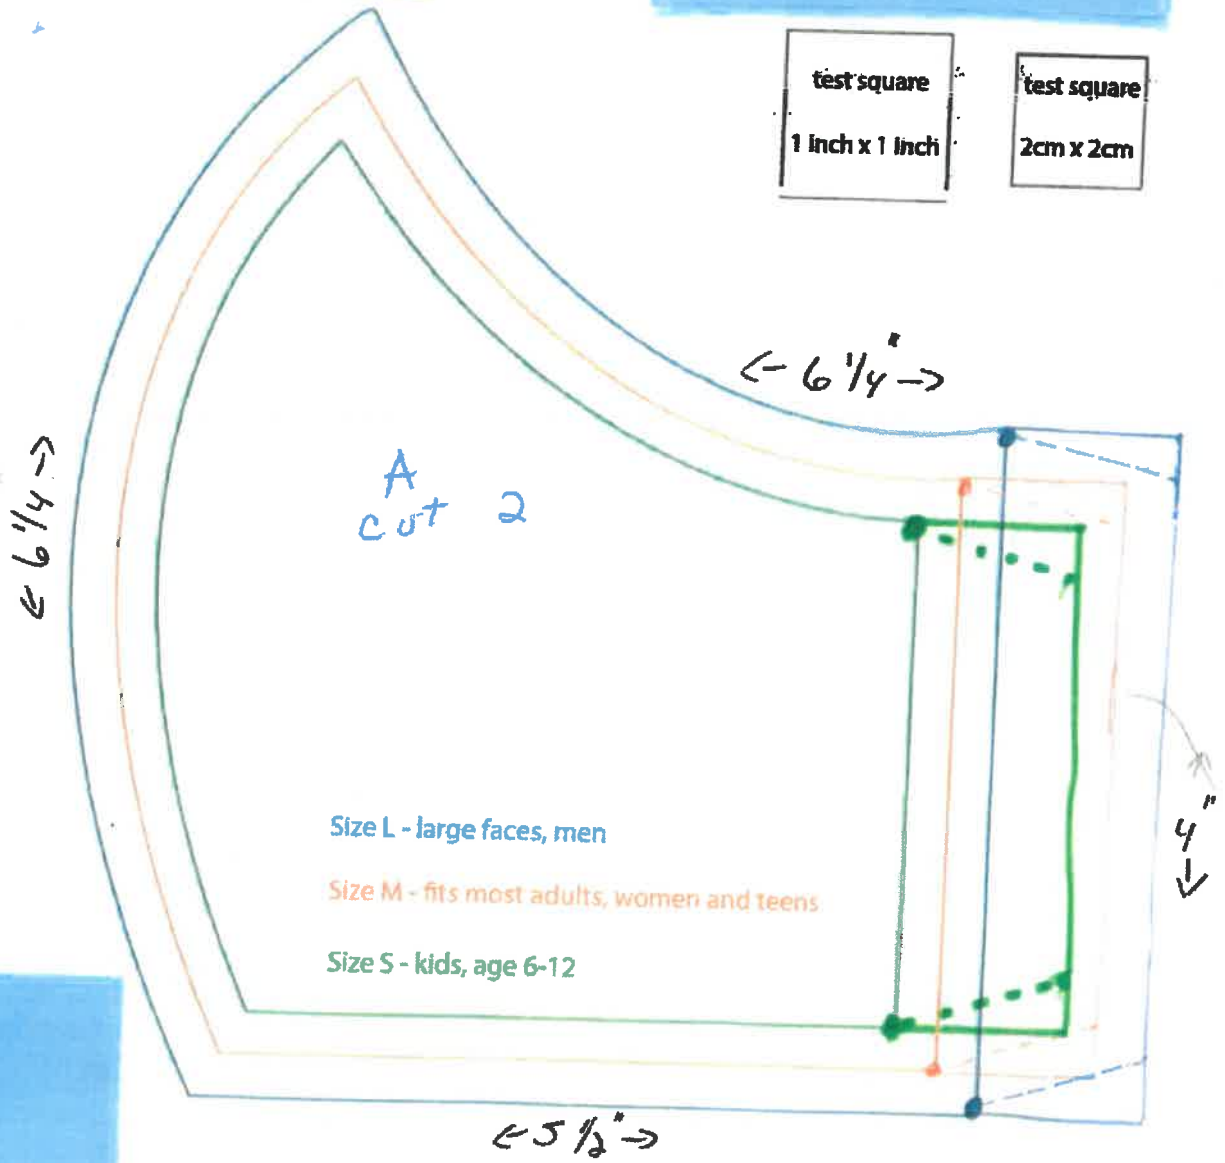 test square
1 inch x 1 inch
test square
2cm x 2cm
<- 6 1/4" ->
<- 6 1/4 ->
A
cut 2
4"
Size L - large faces, men
Size M - fits most adults, women and teens
Size S - kids, age 6-12
<- 5 1/2" ->